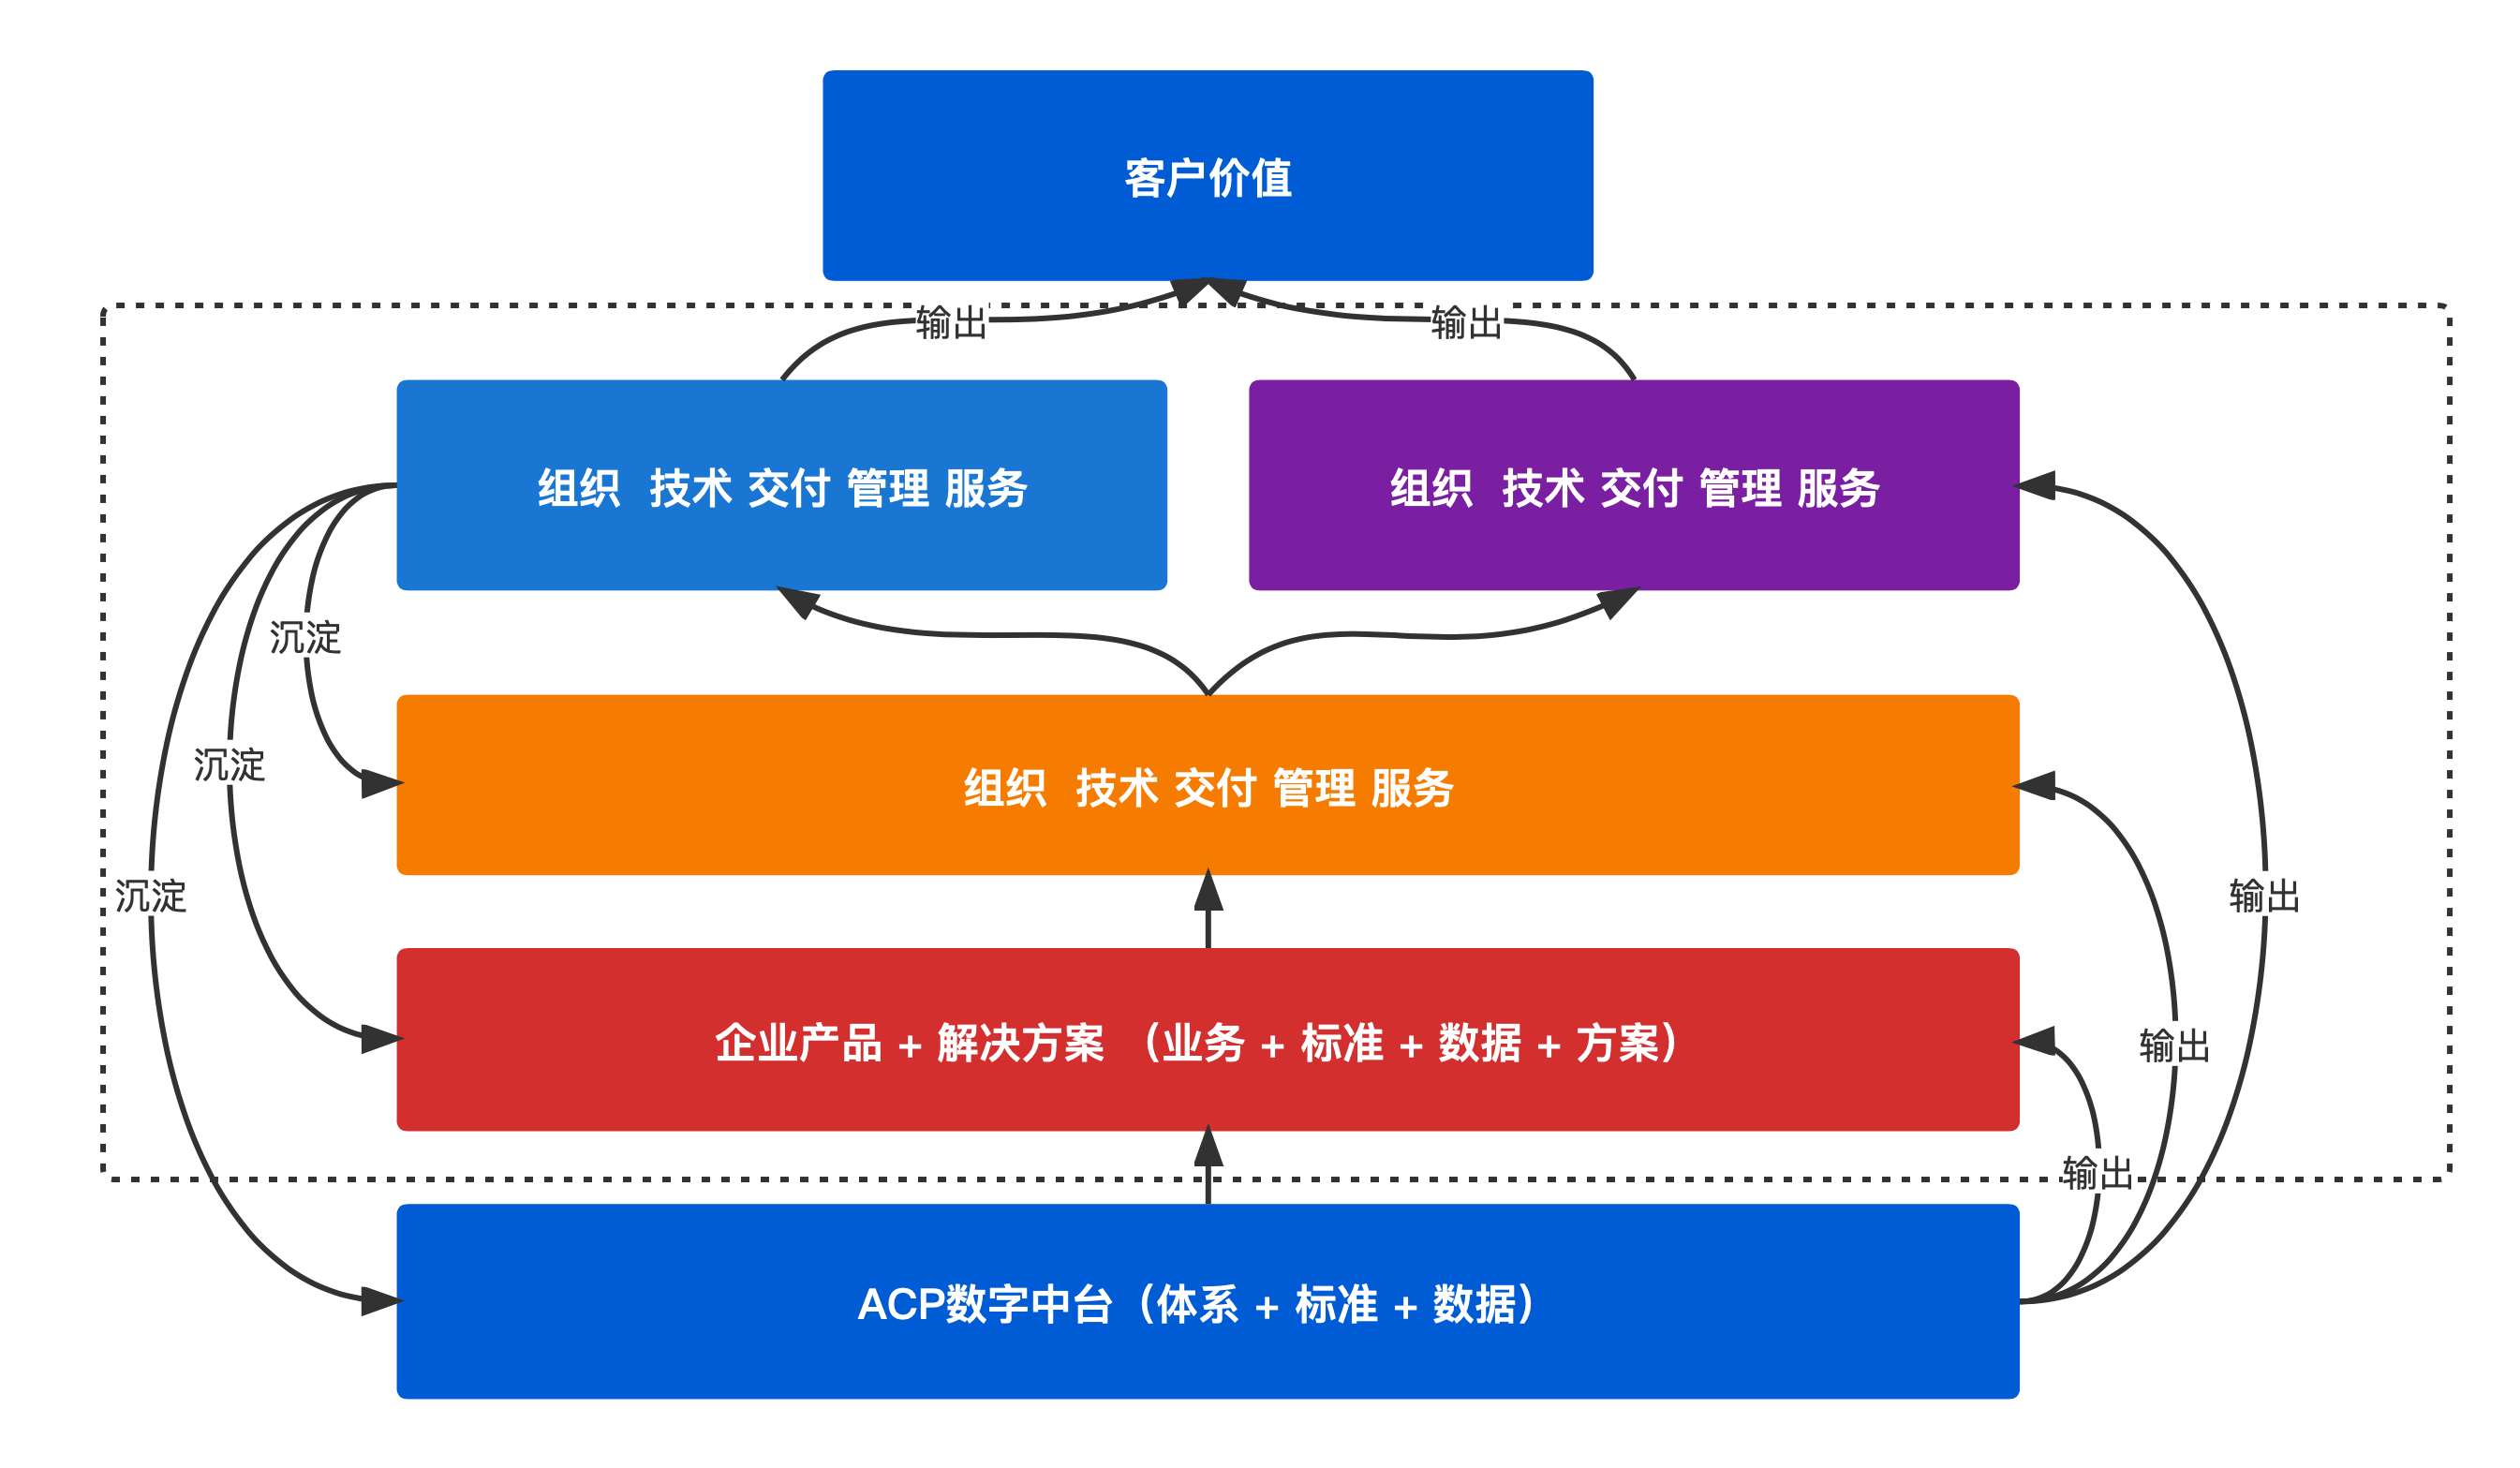 客户价值
输出
输出
组织 技术 交付 管理 服务
组织 技术 交付 管理 服务
沉淀
沉淀
组织 技术 交付 管理 服务
沉淀
输出
企业产品 + 解决方案 （业务 + 标准 + 数据 + 方案）
输出
输出
ACP数字中台（体系 + 标准 + 数据）